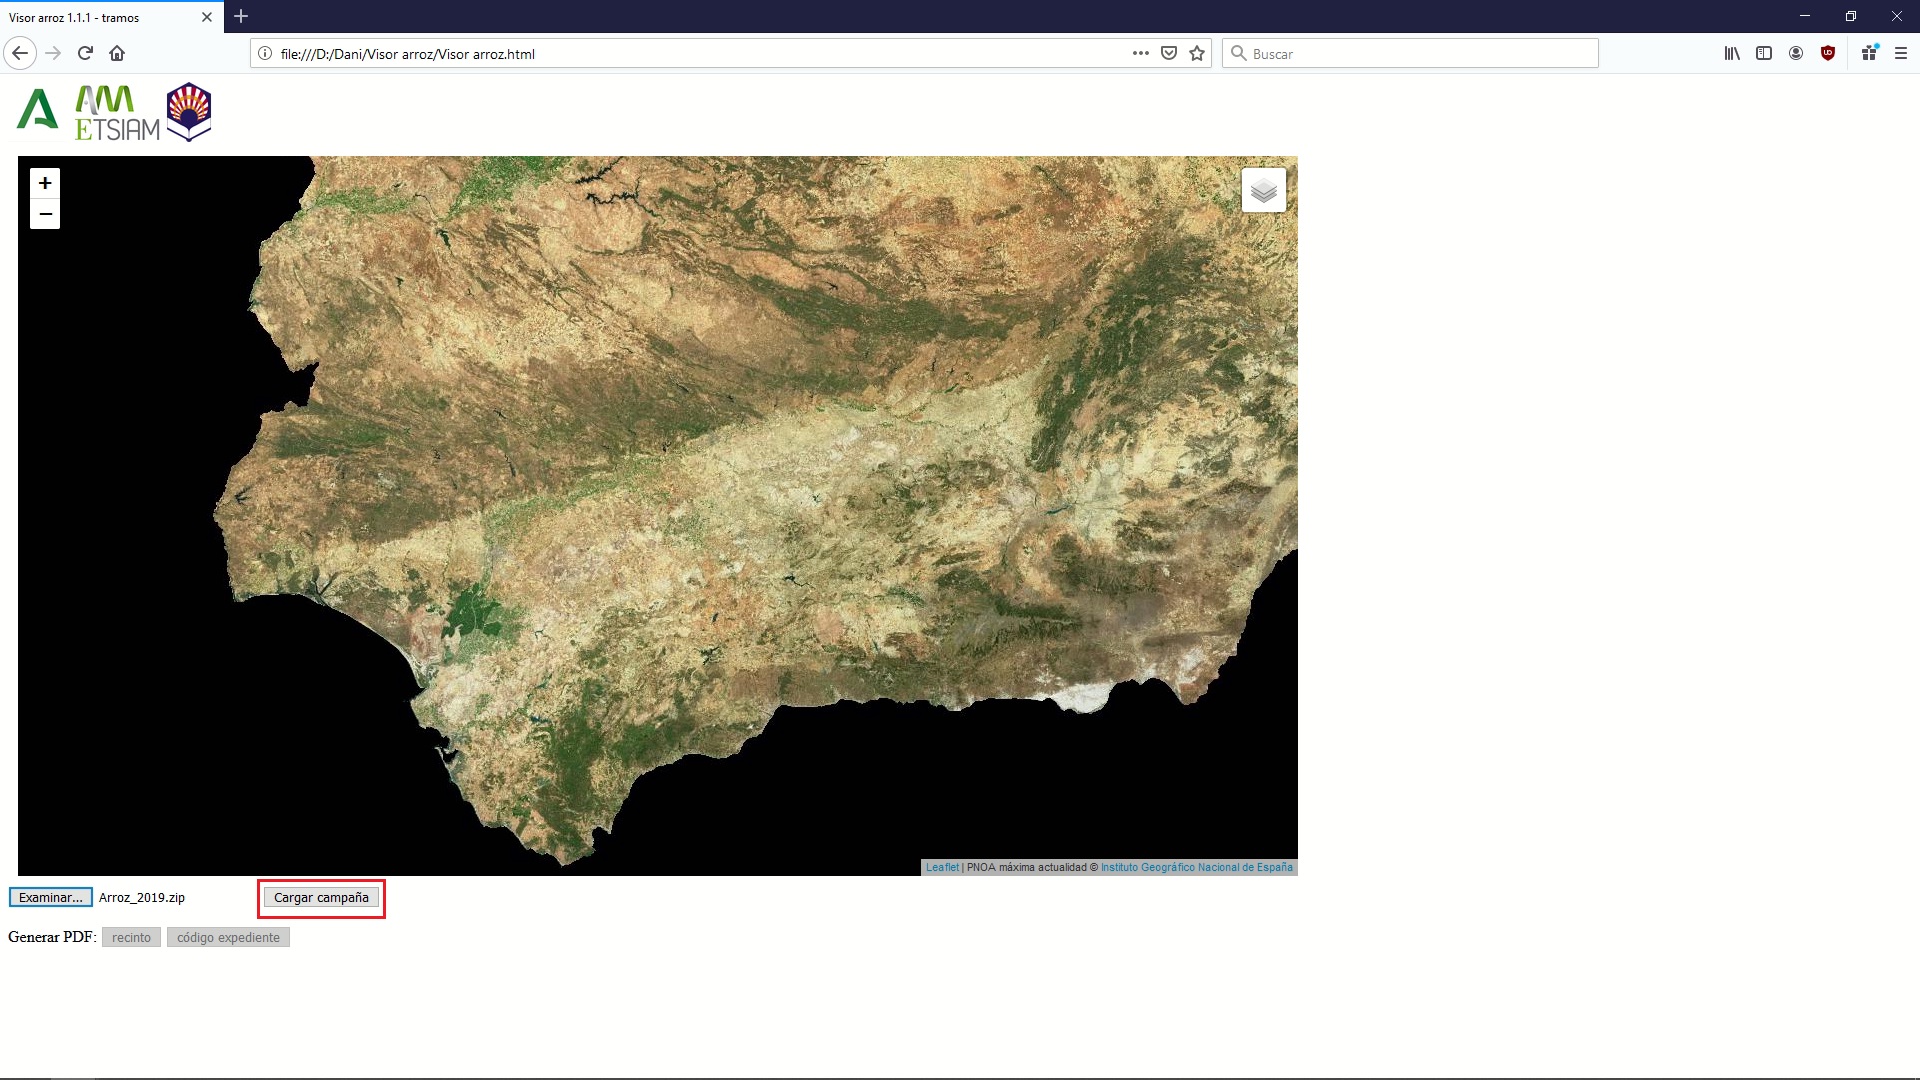 Visor arroz 1.1.1 - tramos
file:///D:/Dani/Visor arroz/Visor arroz.html
Buscar
ETSIAM
+
−
Leaflet | PNOA máxima actualidad © Instituto Geográfico Nacional de España
Examinar... Arroz_2019.zip Cargar campaña
Generar PDF: recinto código expediente